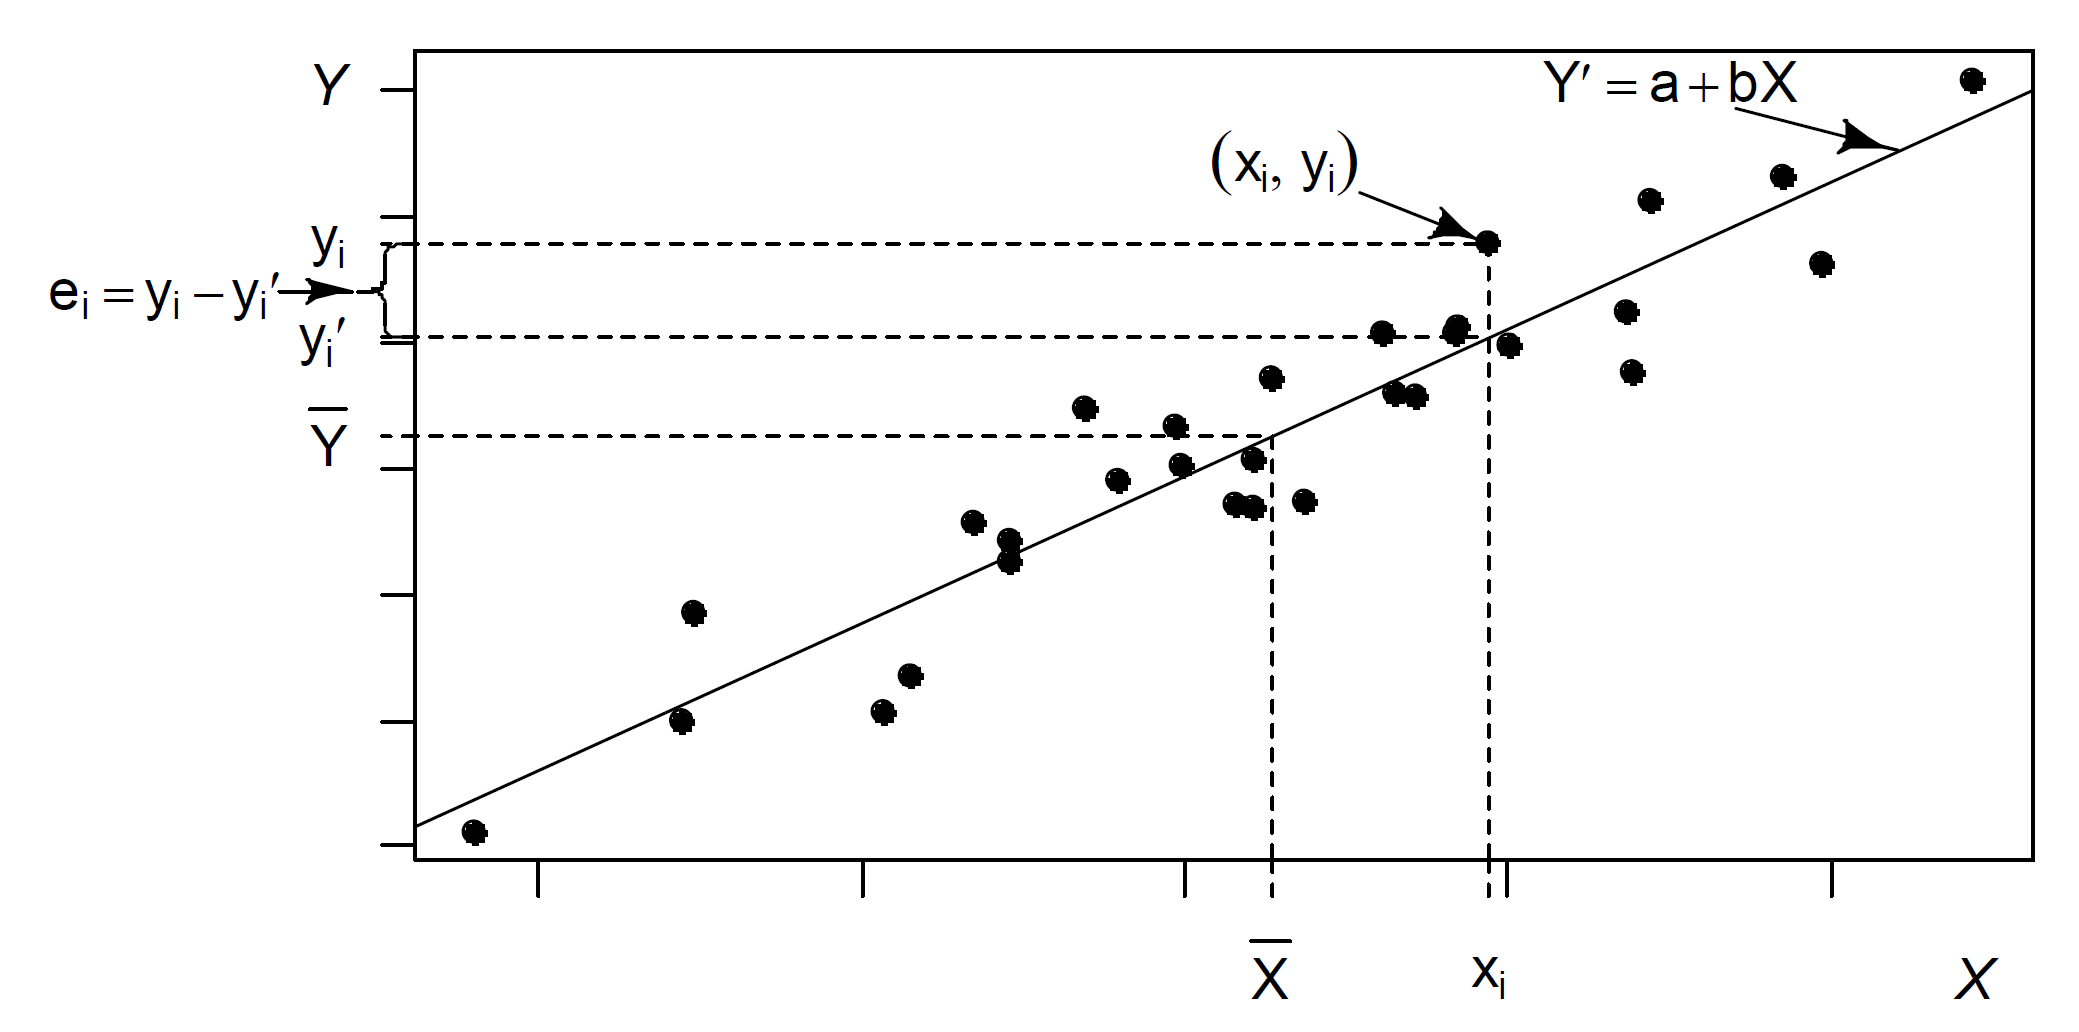 Y
Y′ = a + bX
(xᵢ, yᵢ)
yᵢ
eᵢ = yᵢ − yᵢ′
yᵢ′
Y̅
X̅
xᵢ
X